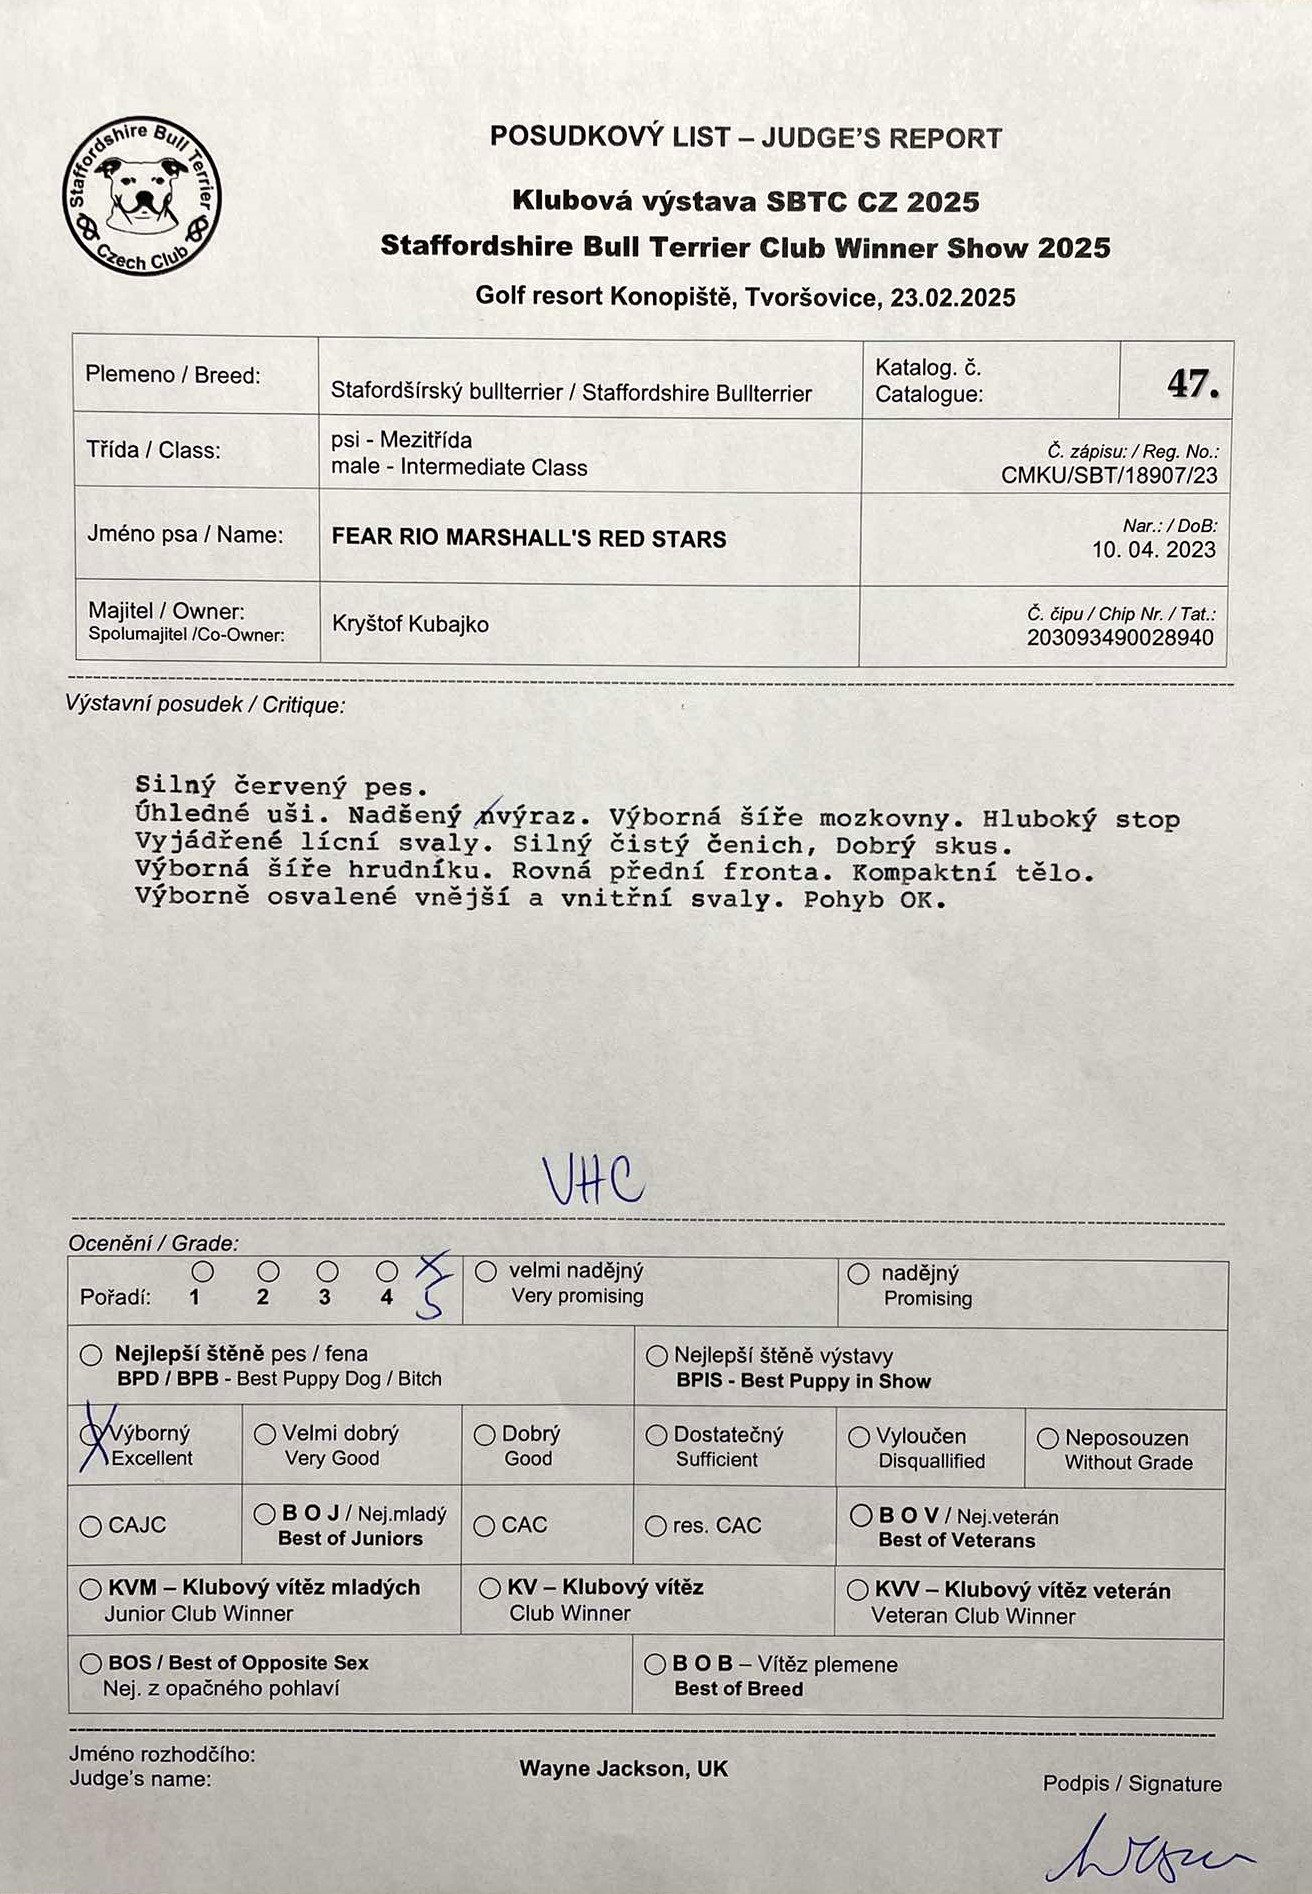 Staffordshire Bull Terrier
Czech Club
POSUDKOVÝ LIST – JUDGE'S REPORT
Klubová výstava SBTC CZ 2025
Staffordshire Bull Terrier Club Winner Show 2025
Golf resort Konopiště, Tvoršovice, 23.02.2025
Plemeno / Breed:
Stafordšírský bullterrier / Staffordshire Bullterrier
Katalog. č.
Catalogue:
47.
Třída / Class:
psi - Mezitřída
male - Intermediate Class
Č. zápisu: / Reg. No.:
CMKU/SBT/18907/23
Jméno psa / Name:
FEAR RIO MARSHALL'S RED STARS
Nar.: / DoB:
10. 04. 2023
Majitel / Owner:
Spolumajitel /Co-Owner:
Kryštof Kubajko
Č. čipu / Chip Nr. / Tat.:
203093490028940
Výstavní posudek / Critique:
Silný červený pes.
Úhledné uši. Nadšený výraz. Výborná šíře mozkovny. Hluboký stop
Vyjádřené lícní svaly. Silný čistý čenich, Dobrý skus.
Výborná šíře hrudníku. Rovná přední fronta. Kompaktní tělo.
Výborně osvalené vnější a vnitřní svaly. Pohyb OK.
VHC
Ocenění / Grade:
Pořadí: 1 2 3 4 5
velmi nadějný
Very promising
nadějný
Promising
Nejlepší štěně pes / fena
BPD / BPB - Best Puppy Dog / Bitch
Nejlepší štěně výstavy
BPIS - Best Puppy in Show
Výborný
Excellent
Velmi dobrý
Very Good
Dobrý
Good
Dostatečný
Sufficient
Vyloučen
Disquallified
Neposouzen
Without Grade
CAJC
B O J / Nej.mladý
Best of Juniors
CAC
res. CAC
B O V / Nej.veterán
Best of Veterans
KVM – Klubový vítěz mladých
Junior Club Winner
KV – Klubový vítěz
Club Winner
KVV – Klubový vítěz veterán
Veteran Club Winner
BOS / Best of Opposite Sex
Nej. z opačného pohlaví
B O B – Vítěz plemene
Best of Breed
Jméno rozhodčího:
Judge's name:
Wayne Jackson, UK
Podpis / Signature